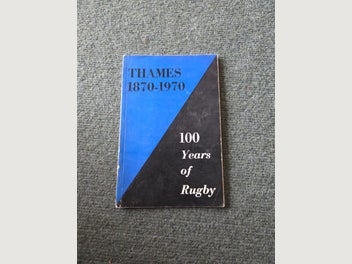 THAMES
1870-1970
100
Years
of
Rugby